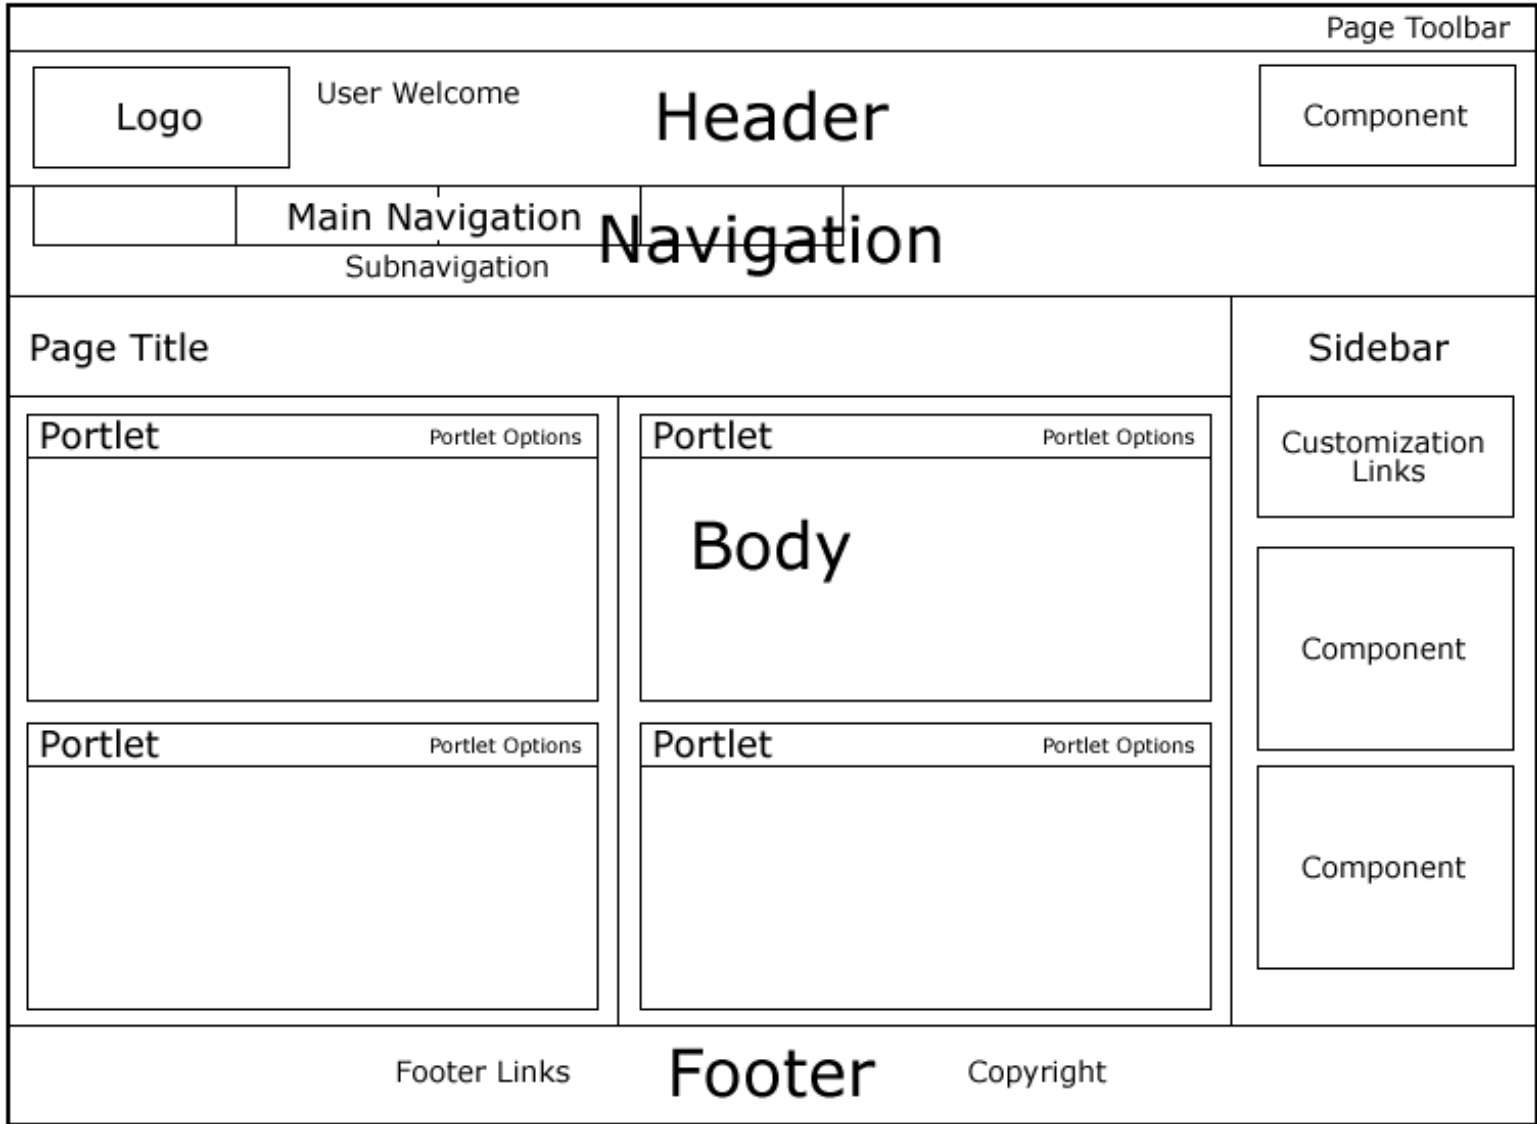 Page Toolbar
Logo
User Welcome
Header
Component
Main Navigation
Navigation
Subnavigation
Page Title
Sidebar
Portlet
Portlet Options
Portlet
Portlet Options
Customization
Links
Body
Component
Portlet
Portlet Options
Portlet
Portlet Options
Component
Footer Links
Footer
Copyright